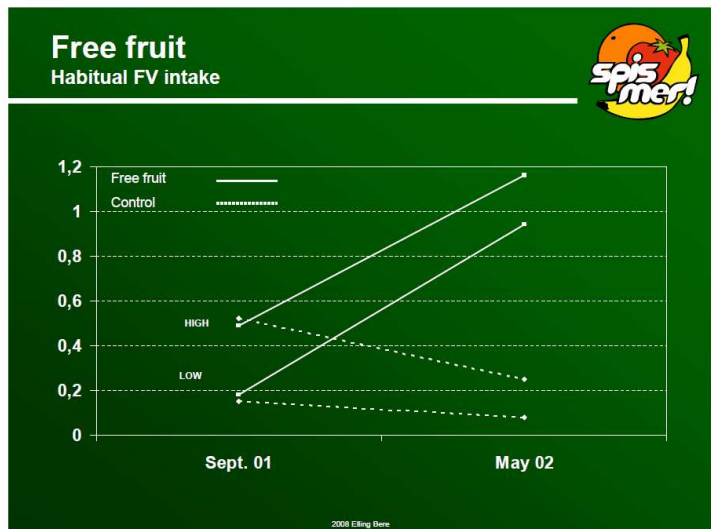 Free fruit
Habitual FV intake
spis
mer!
1,2
Free fruit
Control
1
0,8
0,6
HIGH
0,4
LOW
0,2
0
Sept. 01
May 02
2008 Elling Bere